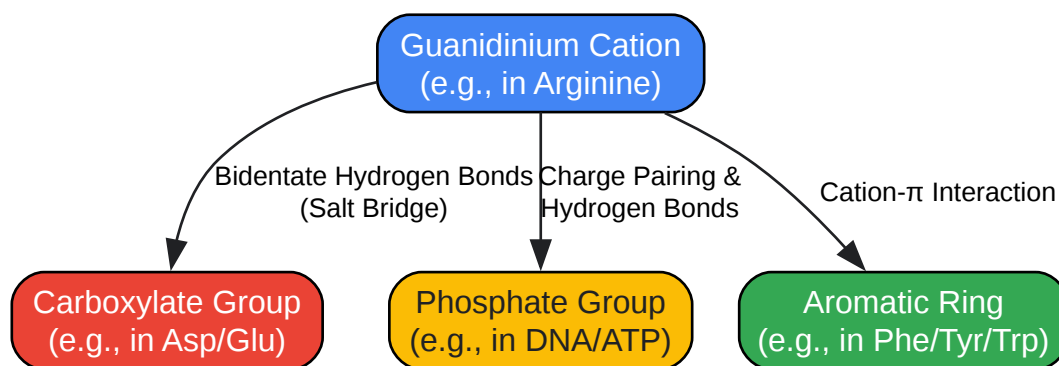 Guanidinium Cation
(e.g., in Arginine)
Bidentate Hydrogen Bonds
(Salt Bridge)
Charge Pairing &
Hydrogen Bonds
Cation-π Interaction
Carboxylate Group
(e.g., in Asp/Glu)
Phosphate Group
(e.g., in DNA/ATP)
Aromatic Ring
(e.g., in Phe/Tyr/Trp)